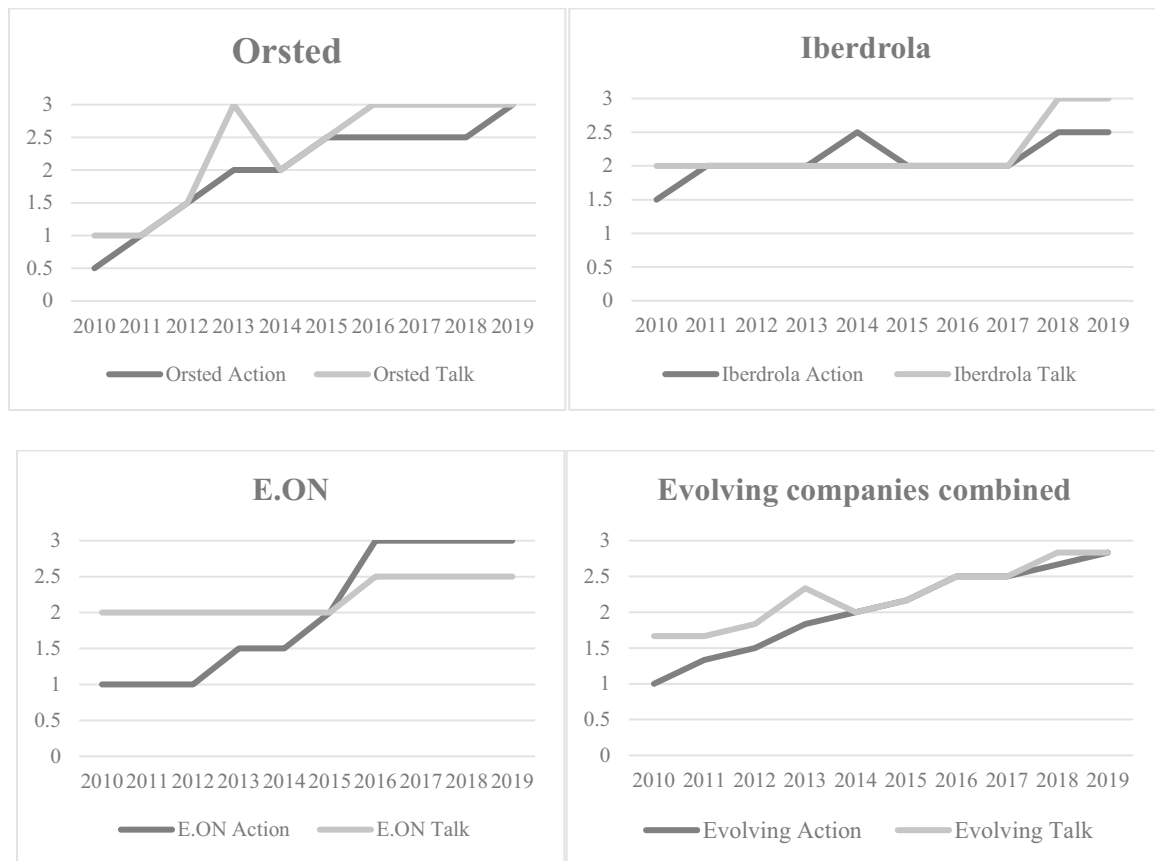 Orsted
3
2.5
2
1.5
1
0.5
0
2010 2011 2012 2013 2014 2015 2016 2017 2018 2019
Orsted Action Orsted Talk
Iberdrola
3
2.5
2
1.5
1
0.5
0
2010 2011 2012 2013 2014 2015 2016 2017 2018 2019
Iberdrola Action Iberdrola Talk
E.ON
3
2.5
2
1.5
1
0.5
0
2010 2011 2012 2013 2014 2015 2016 2017 2018 2019
E.ON Action E.ON Talk
Evolving companies combined
3
2.5
2
1.5
1
0.5
0
2010 2011 2012 2013 2014 2015 2016 2017 2018 2019
Evolving Action Evolving Talk